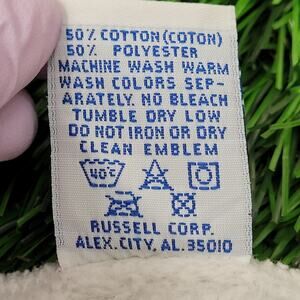 50% COTTON (COTON)
50% POLYESTER
MACHINE WASH WARM
WASH COLORS SEP-
ARATELY. NO BLEACH
TUMBLE DRY LOW
DO NOT IRON OR DRY
CLEAN EMBLEM
40°
RUSSELL CORP.
ALEX. CITY, AL. 35010